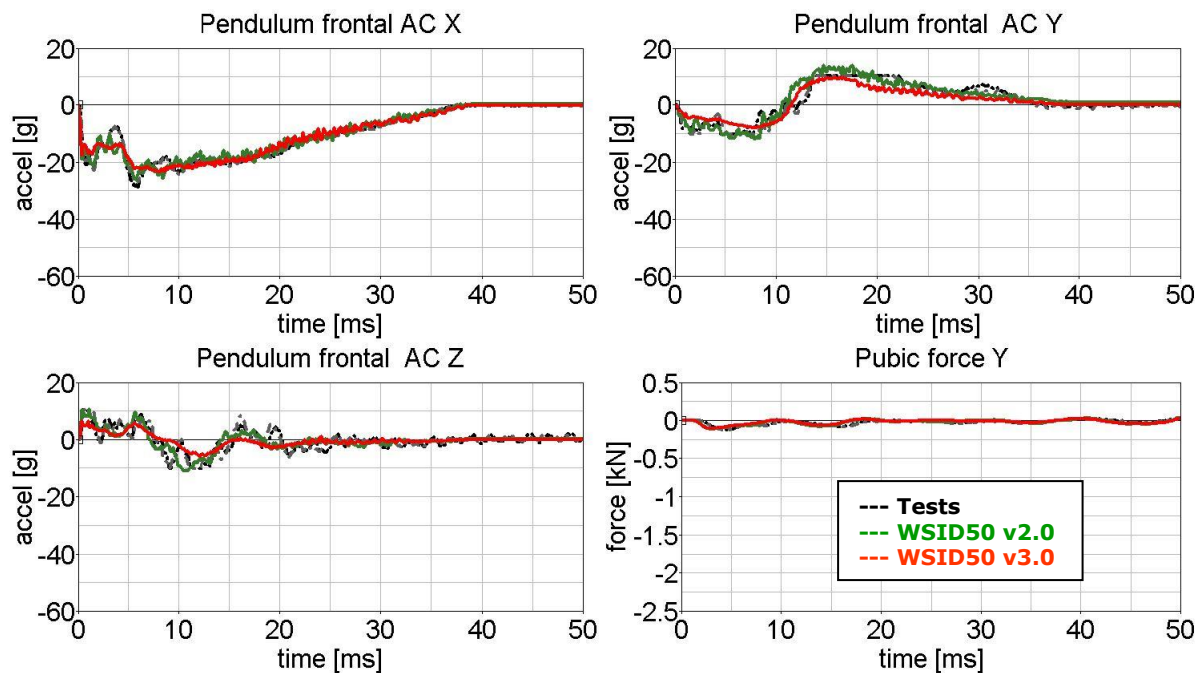 Pendulum frontal AC X
20
0
-20
-40
-60
accel [g]
0 10 20 30 40 50
time [ms]
Pendulum frontal  AC Y
20
0
-20
-40
-60
accel [g]
0 10 20 30 40 50
time [ms]
Pendulum frontal  AC Z
20
0
-20
-40
-60
accel [g]
0 10 20 30 40 50
time [ms]
Pubic force Y
0.5
0
-0.5
-1
-1.5
-2
-2.5
force [kN]
0 10 20 30 40 50
time [ms]
Tests
WSID50 v2.0
WSID50 v3.0